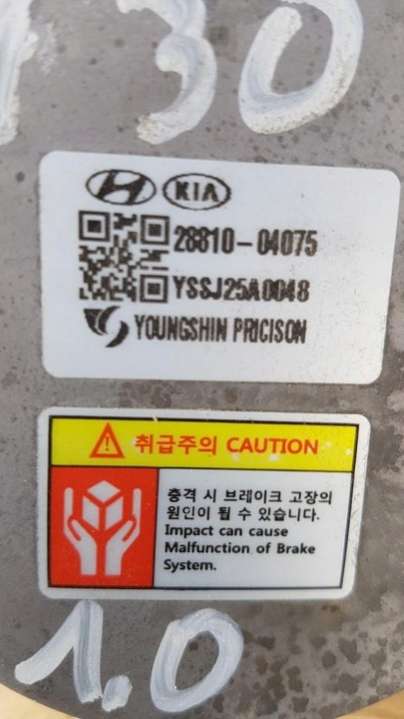 30
HYUNDAI KIA
28810-04075
YSSJ25A0048
YOUNGSHIN PRICISON
취급주의 CAUTION
충격 시 브레이크 고장의
원인이 될 수 있습니다.
Impact can cause
Malfunction of Brake
System.
1.0